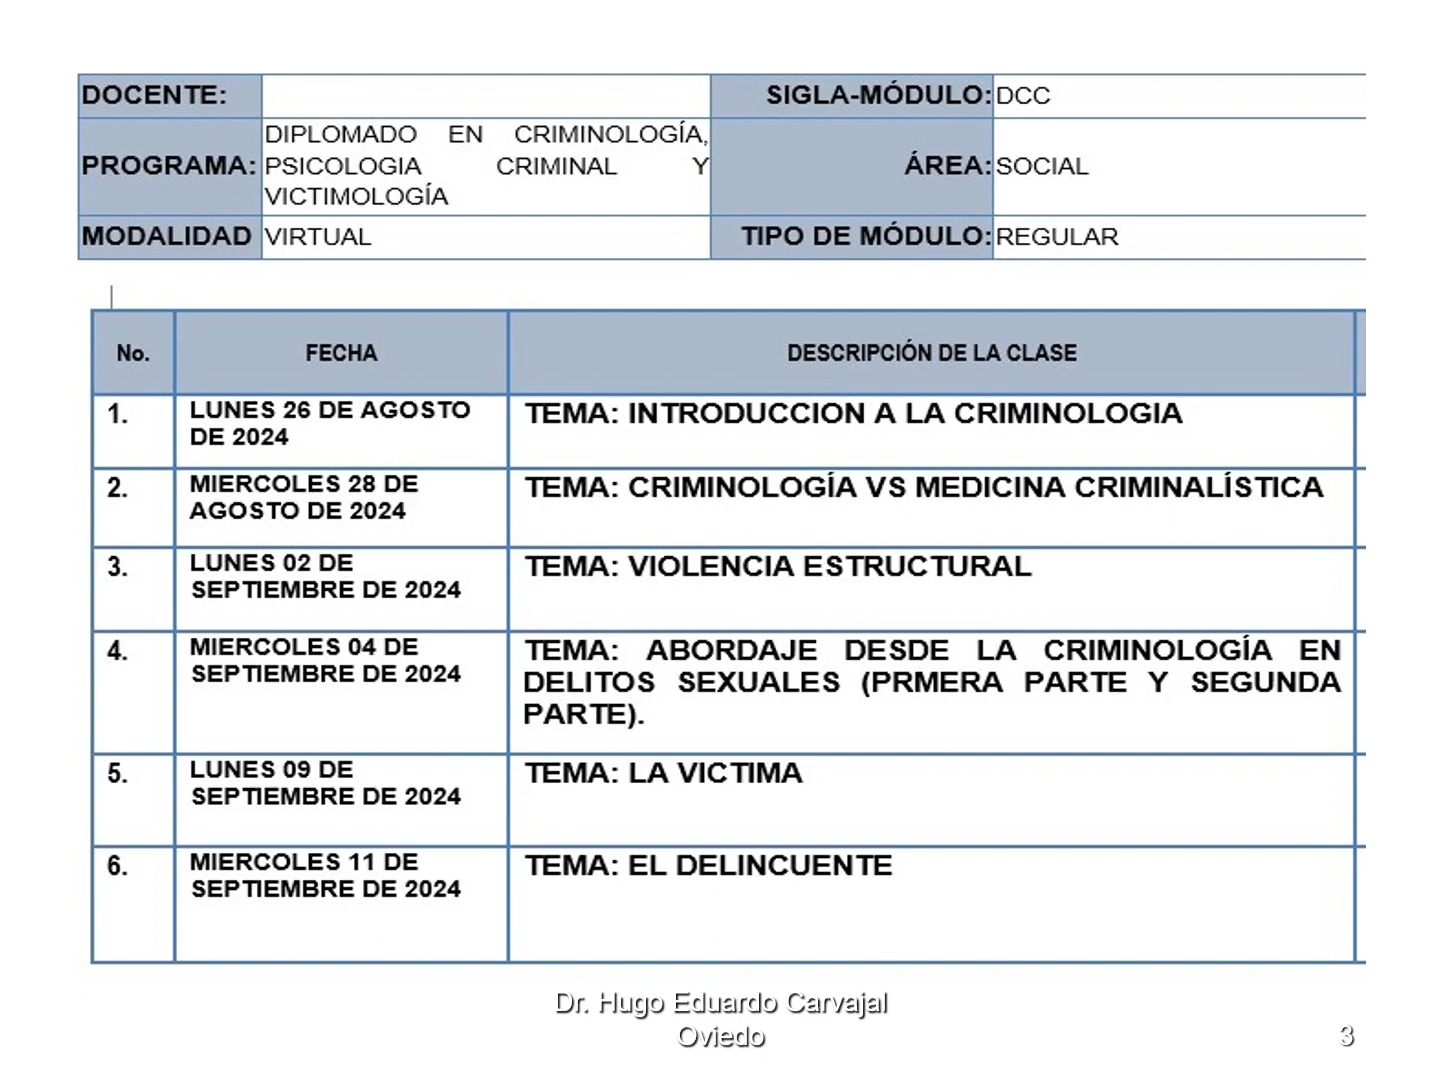 DOCENTE: SIGLA-MÓDULO: DCC
DIPLOMADO EN CRIMINOLOGÍA,
PROGRAMA: PSICOLOGIA CRIMINAL Y ÁREA: SOCIAL
VICTIMOLOGÍA
MODALIDAD VIRTUAL TIPO DE MÓDULO: REGULAR
No. FECHA DESCRIPCIÓN DE LA CLASE
1. LUNES 26 DE AGOSTO TEMA: INTRODUCCION A LA CRIMINOLOGIA
DE 2024
2. MIERCOLES 28 DE TEMA: CRIMINOLOGÍA VS MEDICINA CRIMINALÍSTICA
AGOSTO DE 2024
3. LUNES 02 DE TEMA: VIOLENCIA ESTRUCTURAL
SEPTIEMBRE DE 2024
4. MIERCOLES 04 DE TEMA: ABORDAJE DESDE LA CRIMINOLOGÍA EN
SEPTIEMBRE DE 2024 DELITOS SEXUALES (PRMERA PARTE Y SEGUNDA
PARTE).
5. LUNES 09 DE TEMA: LA VICTIMA
SEPTIEMBRE DE 2024
6. MIERCOLES 11 DE TEMA: EL DELINCUENTE
SEPTIEMBRE DE 2024
Dr. Hugo Eduardo Carvajal
Oviedo 3